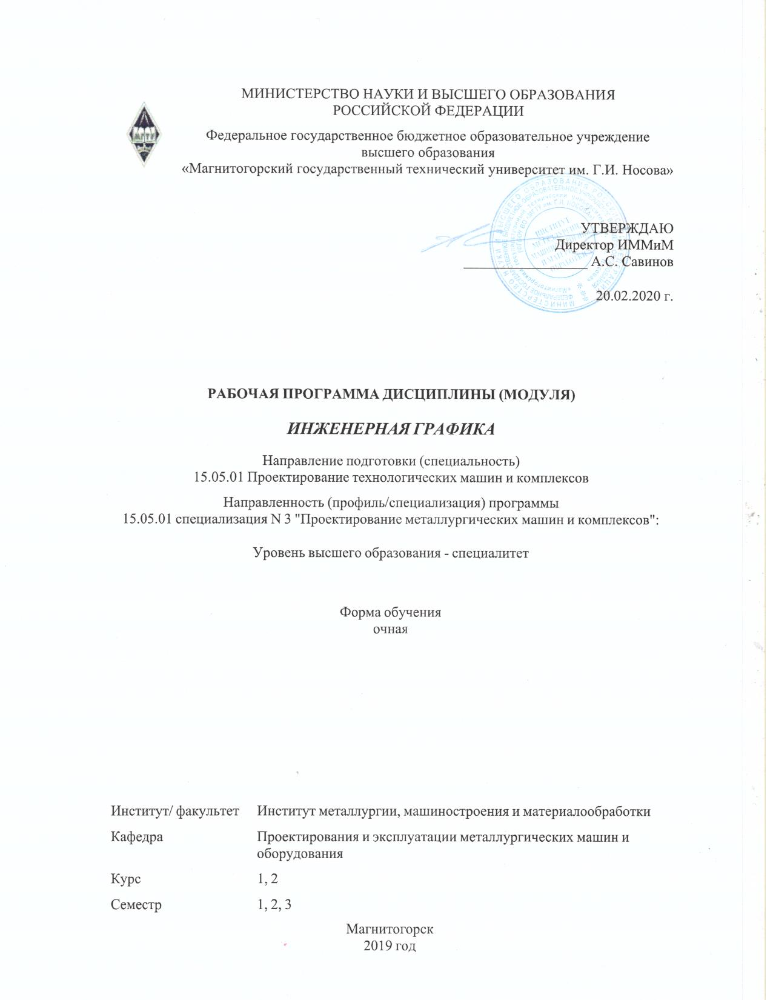 МИНИСТЕРСТВО НАУКИ И ВЫСШЕГО ОБРАЗОВАНИЯ
РОССИЙСКОЙ ФЕДЕРАЦИИ
МГТУ
Федеральное государственное бюджетное образовательное учреждение
высшего образования
«Магнитогорский государственный технический университет им. Г.И. Носова»
УТВЕРЖДАЮ
Директор ИММиМ
_________________ А.С. Савинов
20.02.2020 г.
РАБОЧАЯ ПРОГРАММА ДИСЦИПЛИНЫ (МОДУЛЯ)
ИНЖЕНЕРНАЯ ГРАФИКА
Направление подготовки (специальность)
15.05.01 Проектирование технологических машин и комплексов
Направленность (профиль/специализация) программы
15.05.01 специализация N 3 "Проектирование металлургических машин и комплексов":
Уровень высшего образования - специалитет
Форма обучения
очная
Институт/ факультет Институт металлургии, машиностроения и материалообработки
Кафедра Проектирования и эксплуатации металлургических машин и
оборудования
Курс 1, 2
Семестр 1, 2, 3
Магнитогорск
2019 год